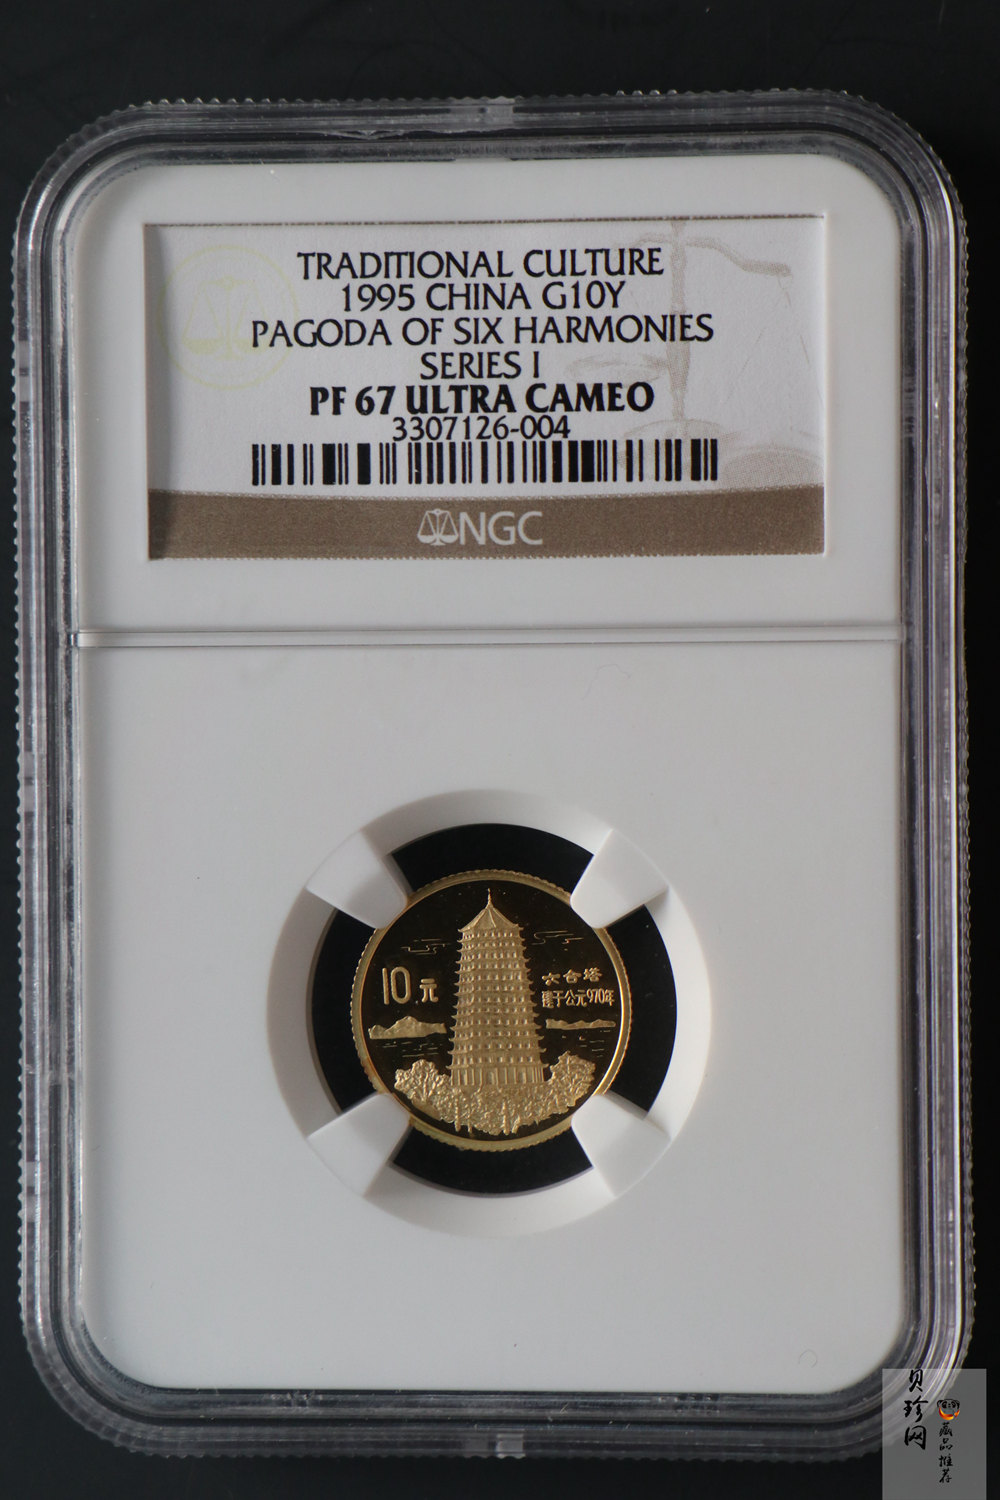 TRADITIONAL CULTURE
1995 CHINA G10Y
PAGODA OF SIX HARMONIES
SERIES I
PF 67 ULTRA CAMEO
3307126-004
NGC
10元
六合塔
建于公元970年
贝珍网
藏品推荐